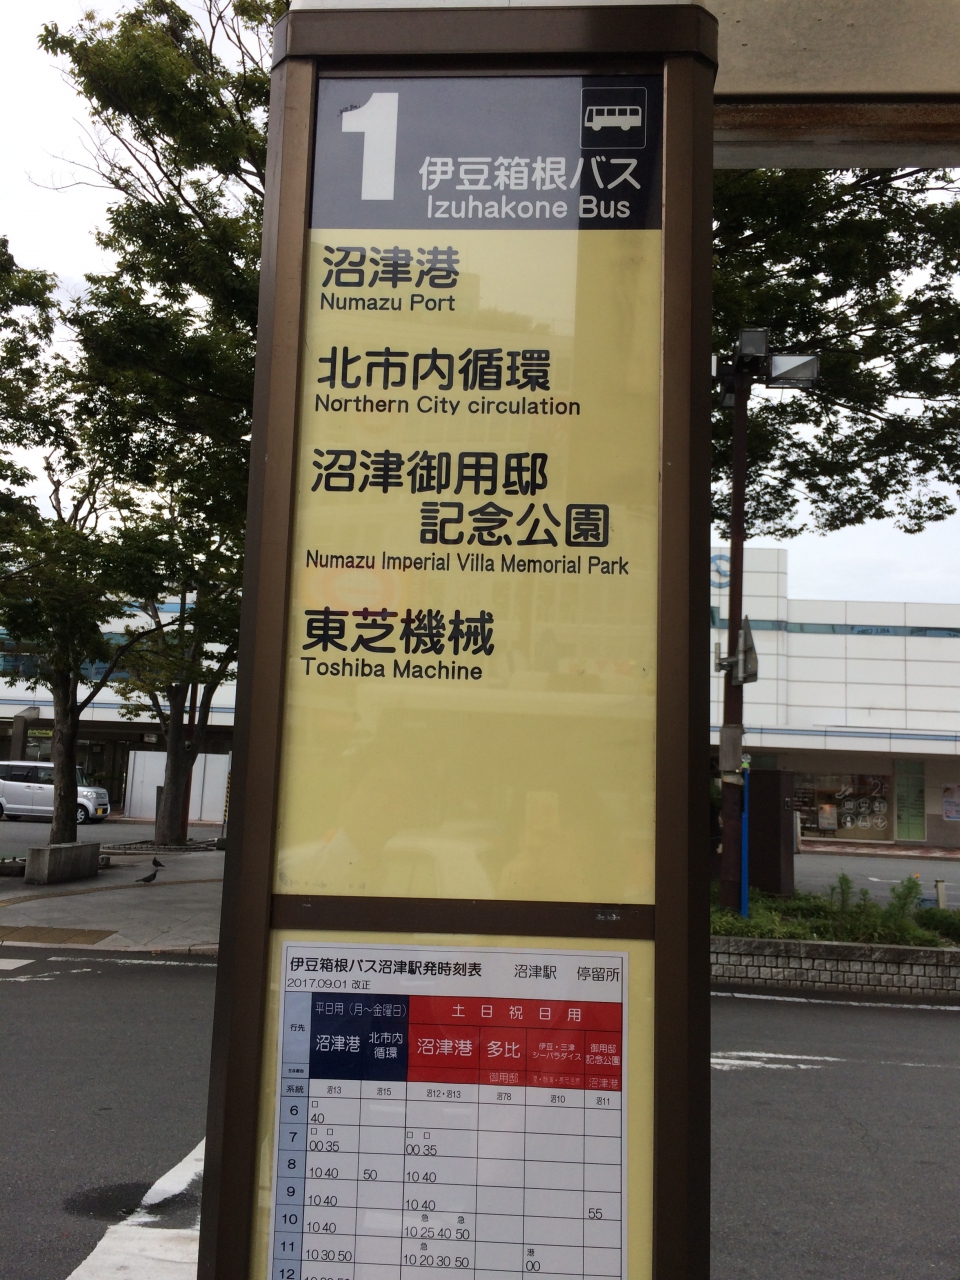 1
伊豆箱根バス
Izuhakone Bus
沼津港
Numazu Port
北市内循環
Northern City circulation
沼津御用邸
記念公園
Numazu Imperial Villa Memorial Park
東芝機械
Toshiba Machine
伊豆箱根バス沼津駅発時刻表 沼津駅 停留所
2017.09.01 改正
行先 平日用（月～金曜日） 土日祝日用
沼津港 北市内循環 沼津港 多比 伊豆・三津シーパラダイス 御用邸記念公園
御用邸 沼津港
系統 沼13 沼15 沼12・沼13 沼78 沼10 沼11
6 40
7 00 35 00 35
8 10 40 50 10 40
9 10 40 10 40 55
急 急
10 10 40 10 25 40 50
急 港
11 10 30 50 10 20 30 50 00
12
2F